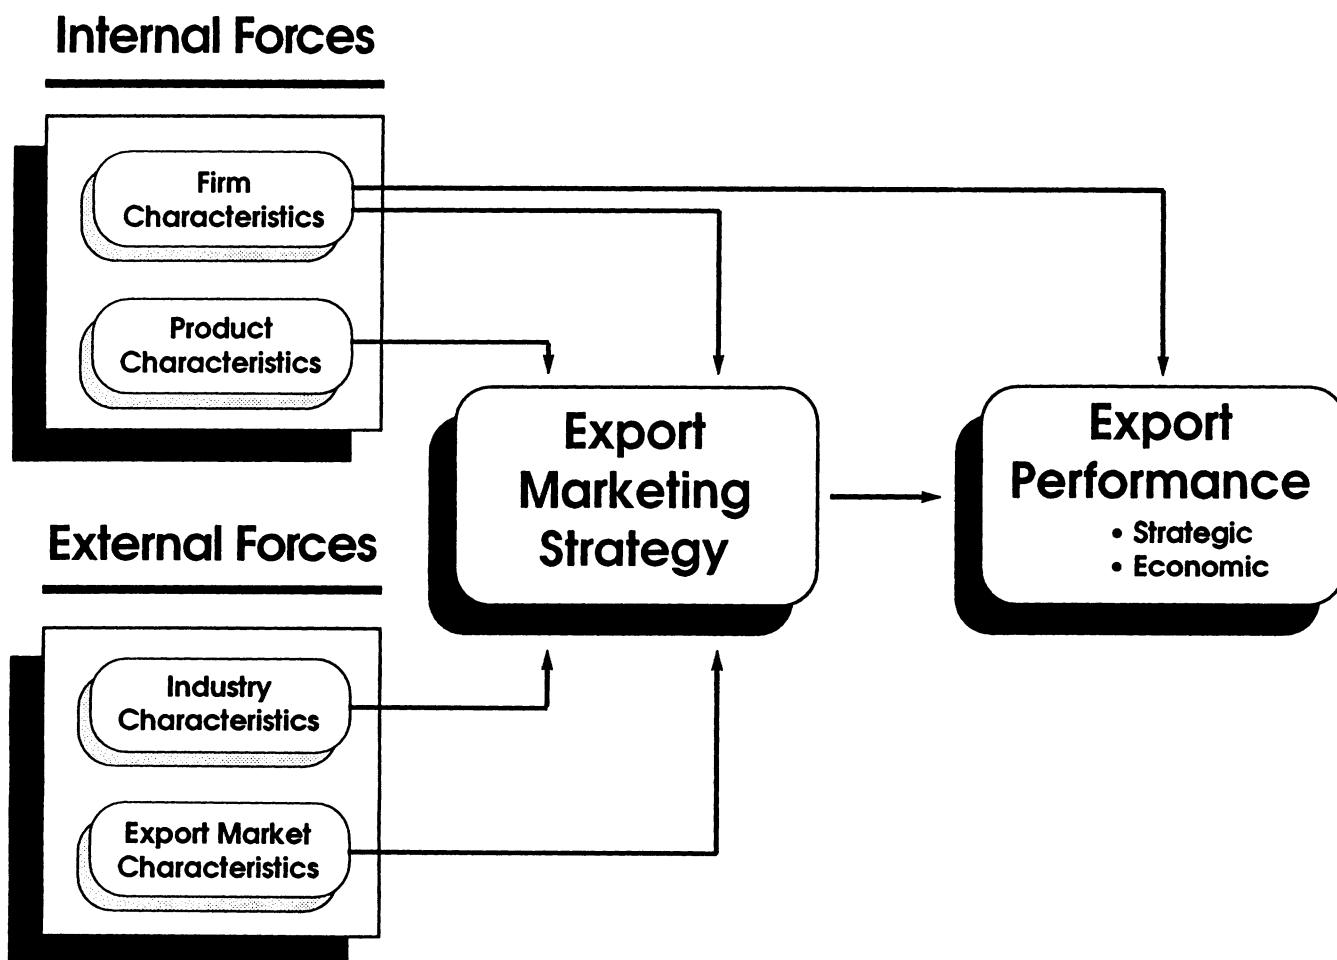 Internal Forces
Firm
Characteristics
Product
Characteristics
External Forces
Industry
Characteristics
Export Market
Characteristics
Export
Marketing
Strategy
Export
Performance
• Strategic
• Economic